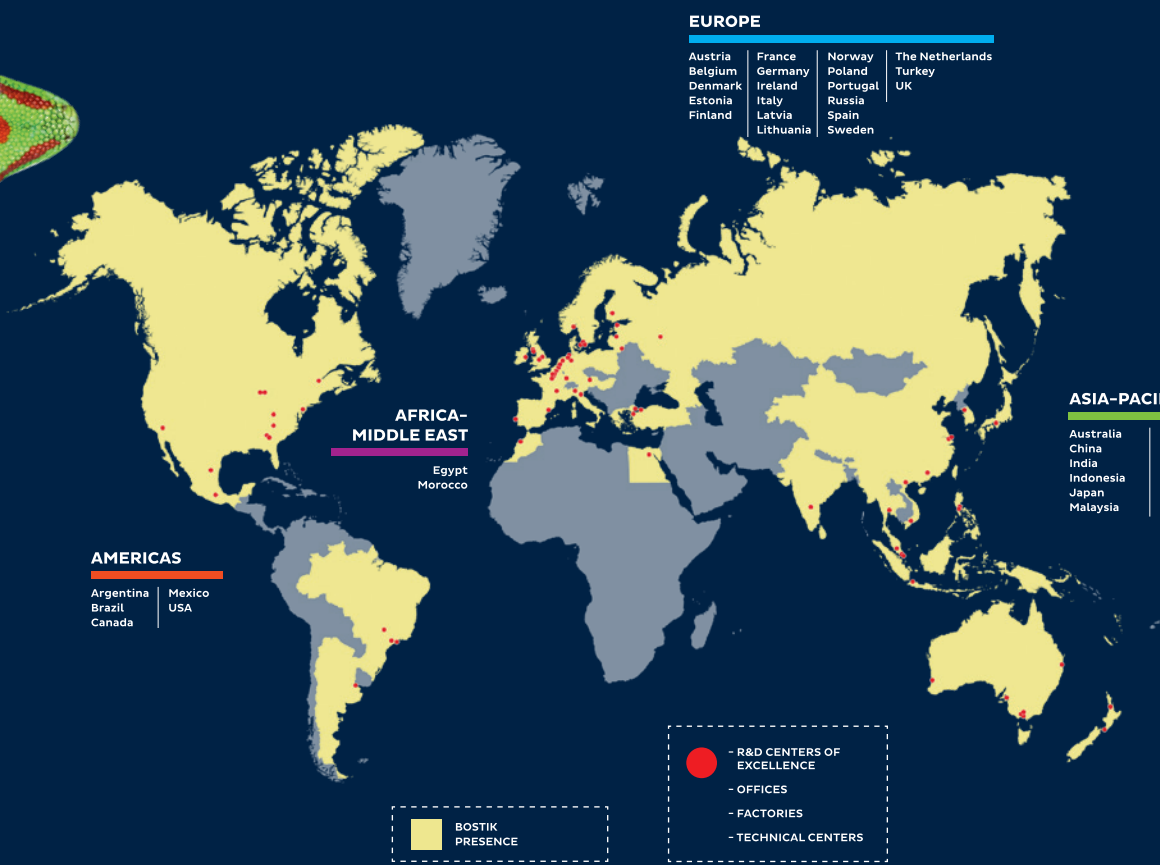 EUROPE
Austria
Belgium
Denmark
Estonia
Finland
France
Germany
Ireland
Italy
Latvia
Lithuania
Norway
Poland
Portugal
Russia
Spain
Sweden
The Netherlands
Turkey
UK
AFRICA-
MIDDLE EAST
Egypt
Morocco
ASIA-PACI
Australia
China
India
Indonesia
Japan
Malaysia
AMERICAS
Argentina
Brazil
Canada
Mexico
USA
- R&D CENTERS OF
EXCELLENCE
- OFFICES
- FACTORIES
- TECHNICAL CENTERS
BOSTIK
PRESENCE